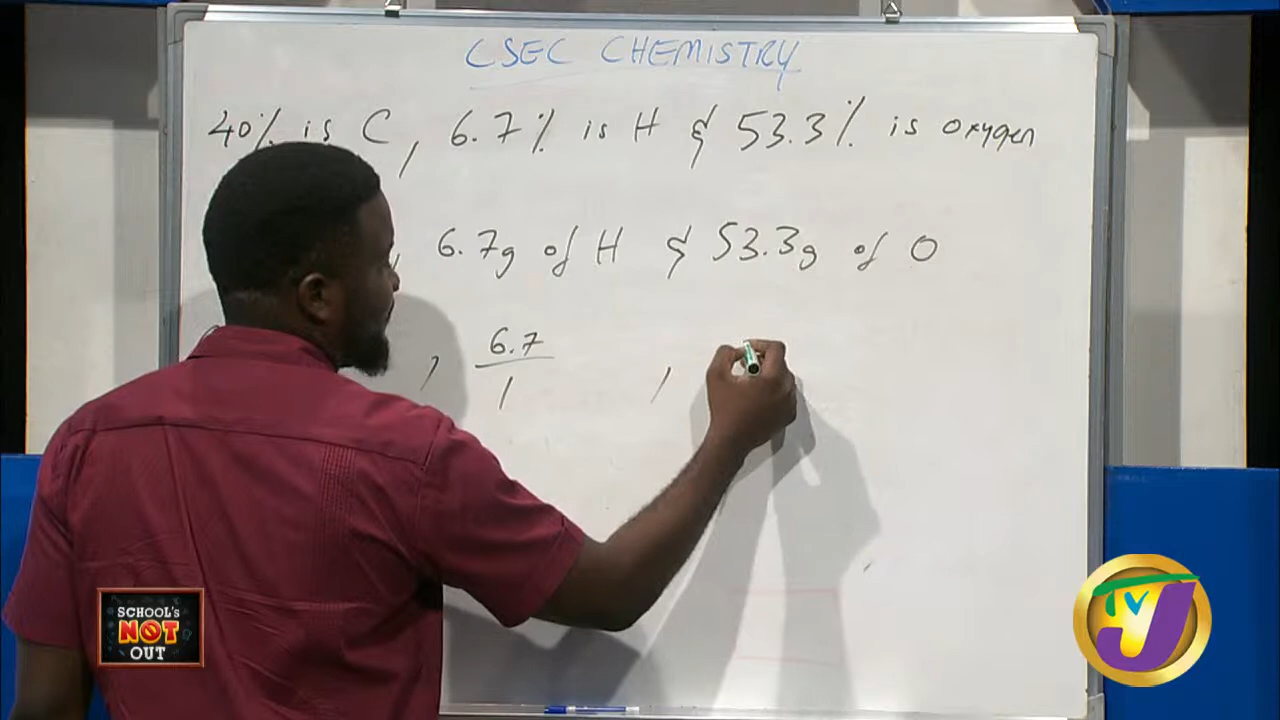 CSEC CHEMISTRY
40% is C, 6.7% is H & 53.3% is oxygen
, 6.7g of H & 53.3g of O
, 6.7 ,
1
SCHOOL's
NOT
OUT
TVJ